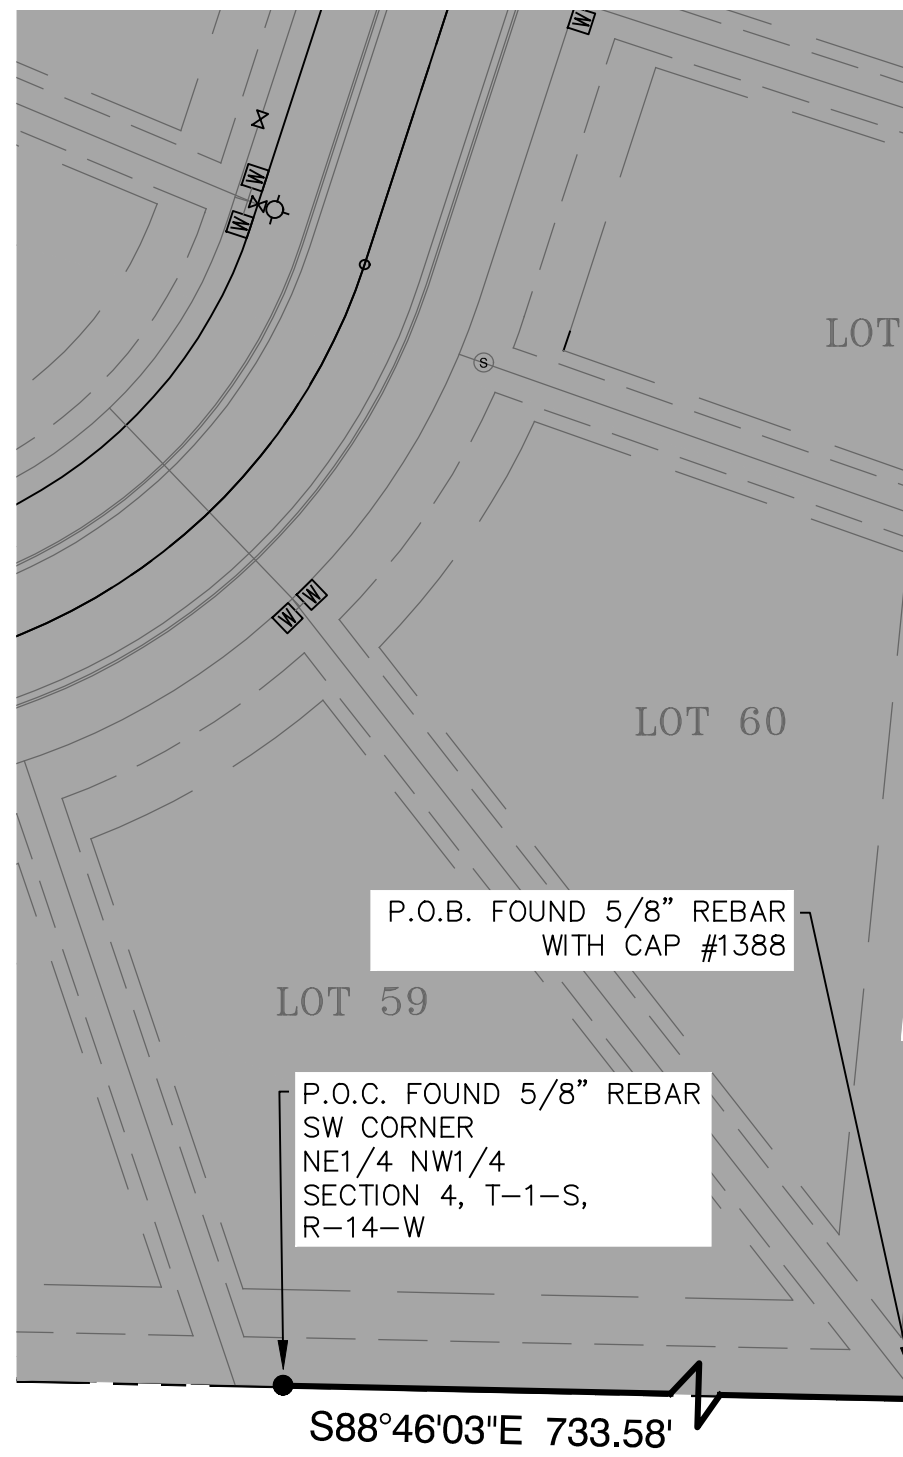 W
W
W
LOT
S
W
W
LOT 60
P.O.B. FOUND 5/8” REBAR
WITH CAP #1388
LOT 59
P.O.C. FOUND 5/8” REBAR
SW CORNER
NE1/4 NW1/4
SECTION 4, T-1-S,
R-14-W
S88°46'03"E 733.58'